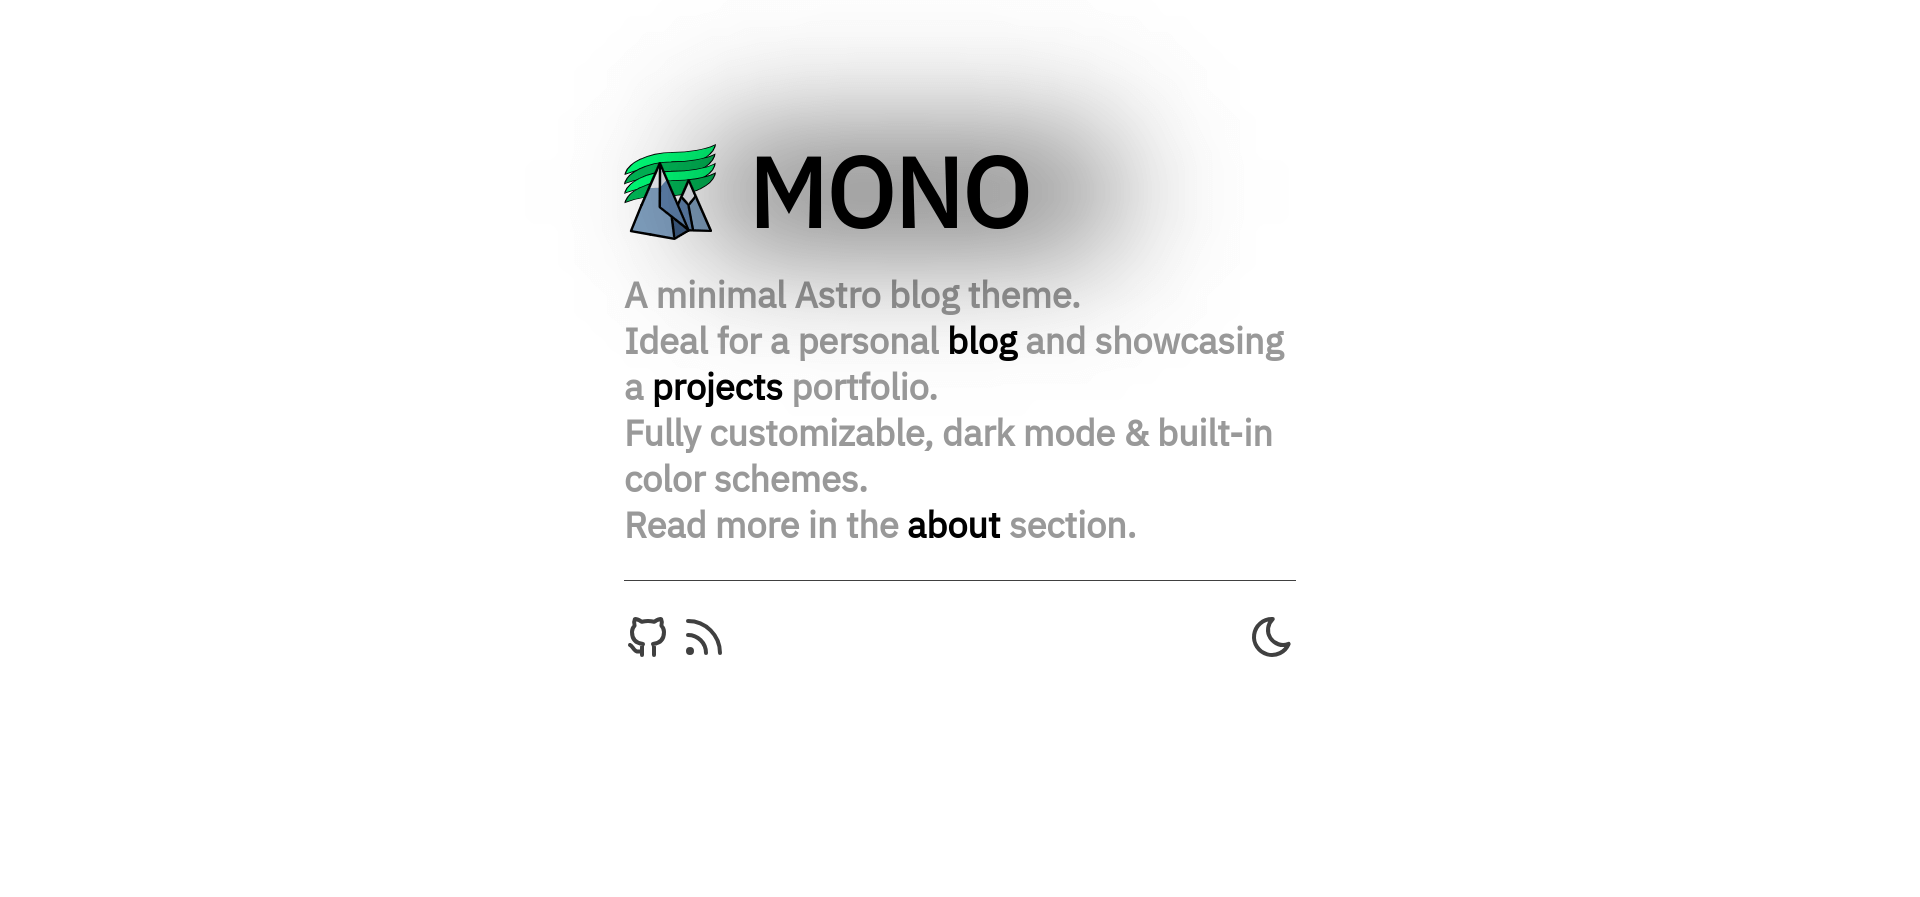 MONO
A minimal Astro blog theme.
Ideal for a personal blog and showcasing
a projects portfolio.
Fully customizable, dark mode & built-in
color schemes.
Read more in the about section.